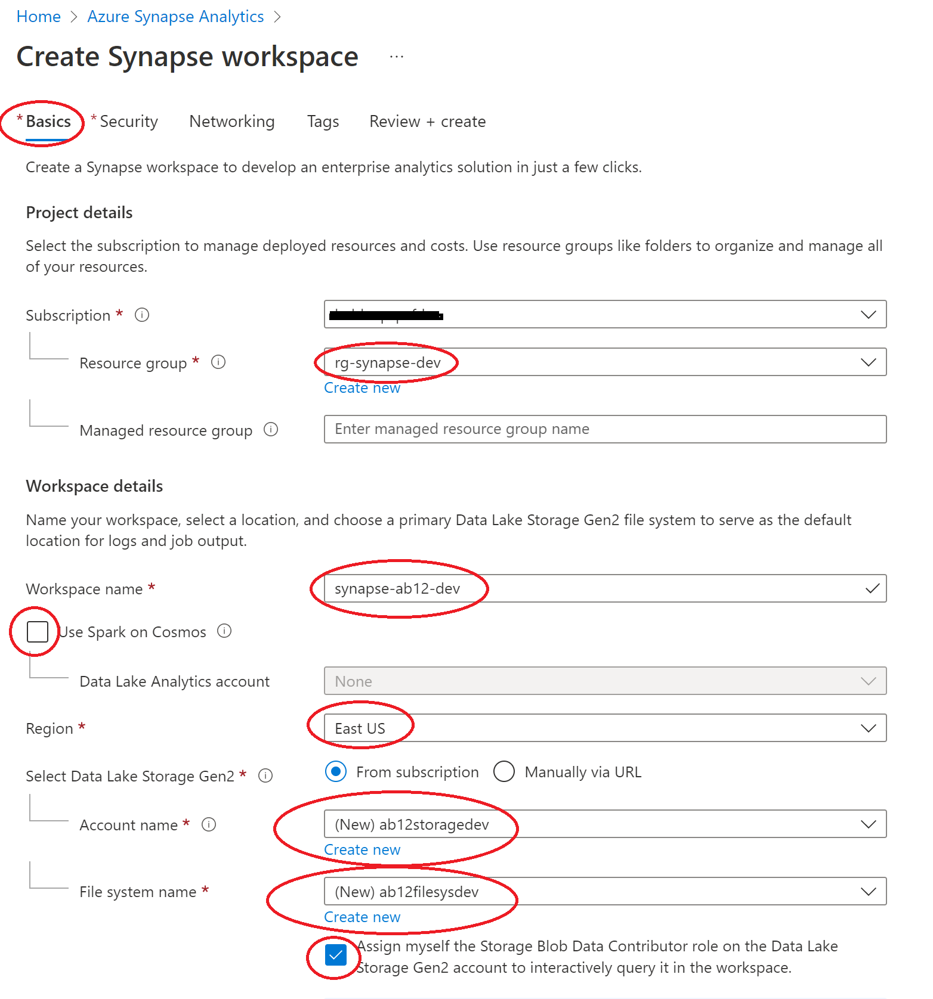 Home > Azure Synapse Analytics >
Create Synapse workspace ...
* Basics * Security Networking Tags Review + create
Create a Synapse workspace to develop an enterprise analytics solution in just a few clicks.
Project details
Select the subscription to manage deployed resources and costs. Use resource groups like folders to organize and manage all
of your resources.
Subscription *
Resource group * rg-synapse-dev
Create new
Managed resource group Enter managed resource group name
Workspace details
Name your workspace, select a location, and choose a primary Data Lake Storage Gen2 file system to serve as the default
location for logs and job output.
Workspace name * synapse-ab12-dev
Use Spark on Cosmos
Data Lake Analytics account None
Region * East US
Select Data Lake Storage Gen2 * From subscription Manually via URL
Account name * (New) ab12storagedev
Create new
File system name * (New) ab12filesysdev
Create new
Assign myself the Storage Blob Data Contributor role on the Data Lake
Storage Gen2 account to interactively query it in the workspace.